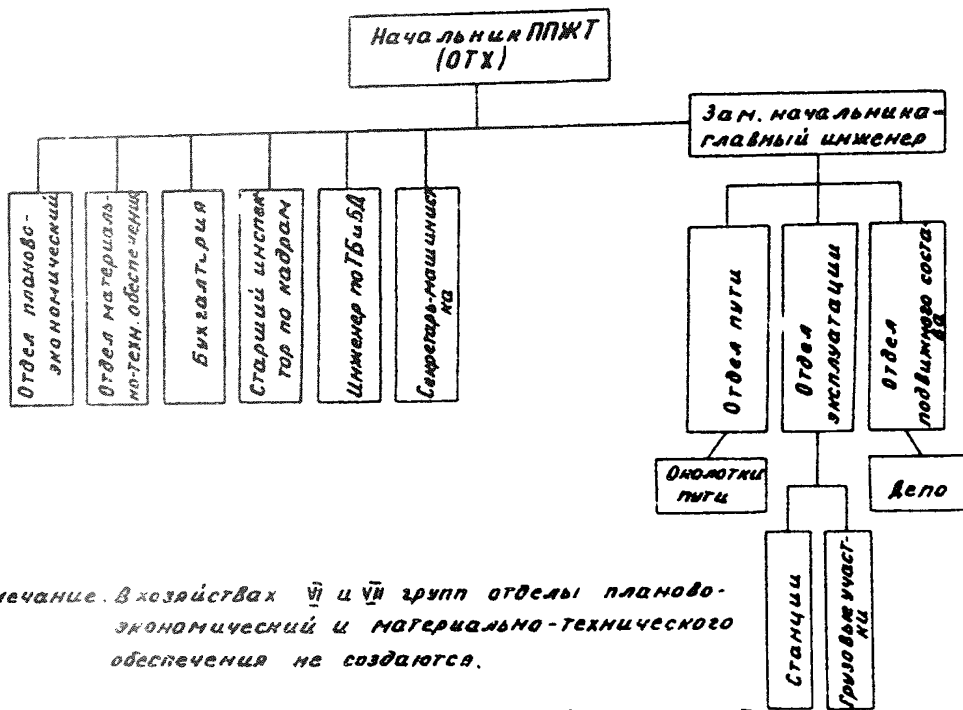 Начальник ППЖТ
(ОТХ)
Зам. начальника-
главный инженер
Отдел планово-
экономический
Отдел материаль-
но-техн. обеспечения
Бухгалтерия
Старший инспек
тор по кадрам
Инженер по ТБ и БД
Секретарь-машинист
ка
Отдел пути
Отдел
эксплуатации
Отдел
подвижного соста-
ва
Околотки
пути
Депо
Станции
Грузовые участ-
ки
мечание. В хозяйствах VI и VII групп отделы планово-
экономический и материально-технического
обеспечения не создаются.